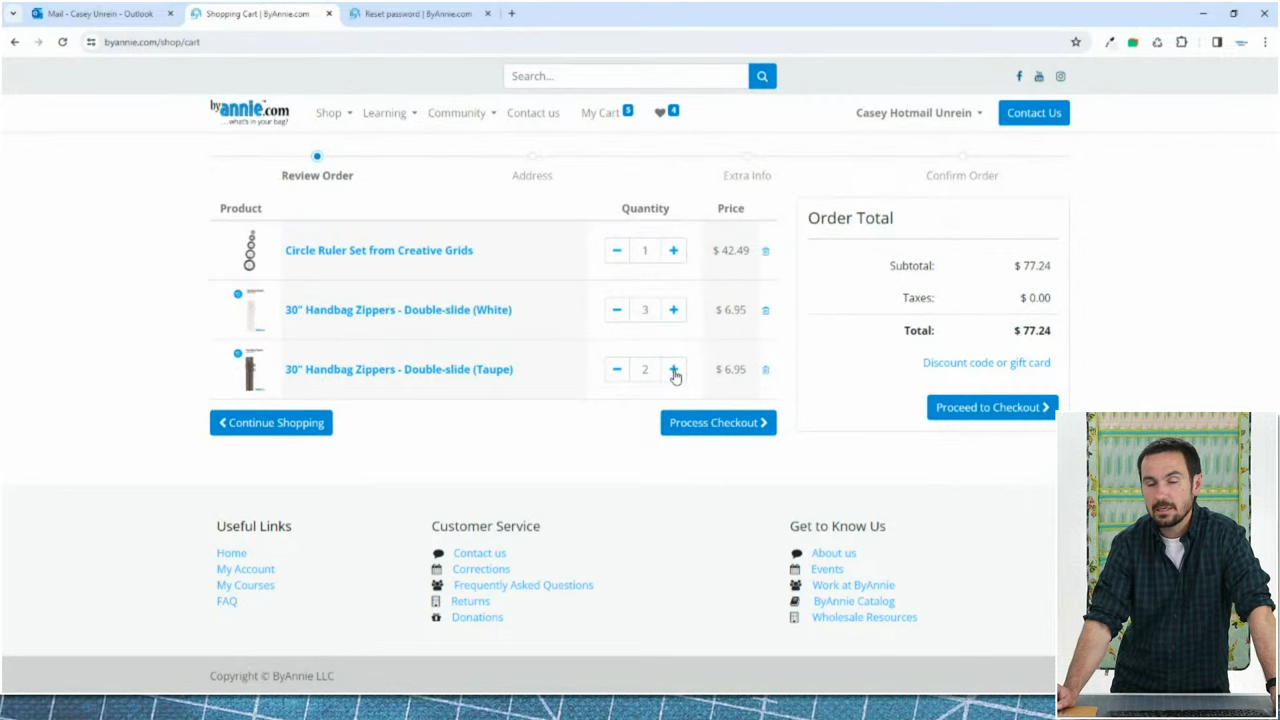 Mail - Casey Unrein - Outlook
Shopping Cart | ByAnnie.com
Reset password | ByAnnie.com
byannie.com/shop/cart
Search...
byannie.com
...what's in your bag?
Shop
Learning
Community
Contact us
My Cart 5
4
Casey Hotmail Unrein
Contact Us
Review Order
Address
Extra Info
Confirm Order
Product Quantity Price
Circle Ruler Set from Creative Grids 1 $ 42.49
30" Handbag Zippers - Double-slide (White) 3 $ 6.95
30" Handbag Zippers - Double-slide (Taupe) 2 $ 6.95
Continue Shopping
Process Checkout
Order Total
Subtotal: $ 77.24
Taxes: $ 0.00
Total: $ 77.24
Discount code or gift card
Proceed to Checkout
Useful Links
Home
My Account
My Courses
FAQ
Customer Service
Contact us
Corrections
Frequently Asked Questions
Returns
Donations
Get to Know Us
About us
Events
Work at ByAnnie
ByAnnie Catalog
Wholesale Resources
Copyright © ByAnnie LLC